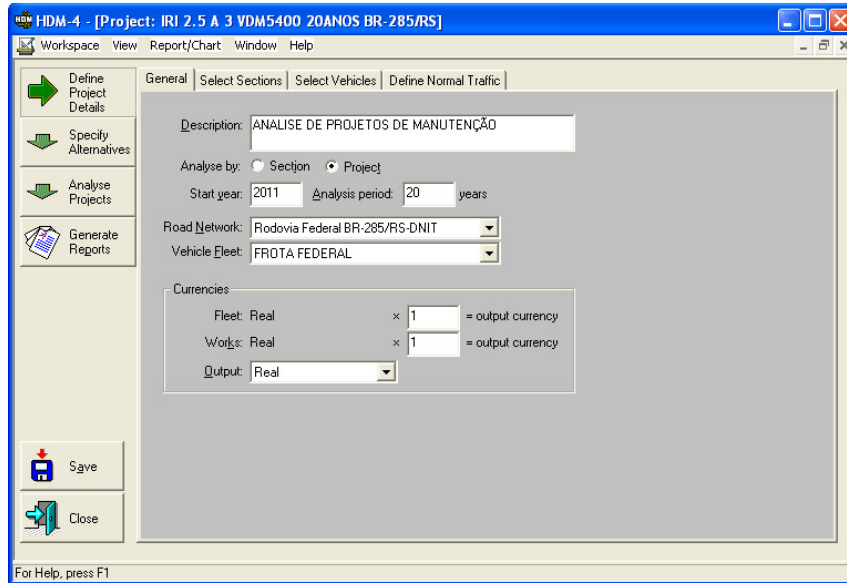 HDM-4 - [Project: IRI 2.5 A 3 VDM5400 20ANOS BR-285/RS]
Workspace View Report/Chart Window Help
Define Project Details
Specify Alternatives
Analyse Projects
Generate Reports
Save
Close
General Select Sections Select Vehicles Define Normal Traffic
Description: ANALISE DE PROJETOS DE MANUTENÇÃO
Analyse by: Section Project
Start year: 2011 Analysis period: 20 years
Road Network: Rodovia Federal BR-285/RS-DNIT
Vehicle Fleet: FROTA FEDERAL
Currencies
Fleet: Real × 1 = output currency
Works: Real × 1 = output currency
Output: Real
For Help, press F1